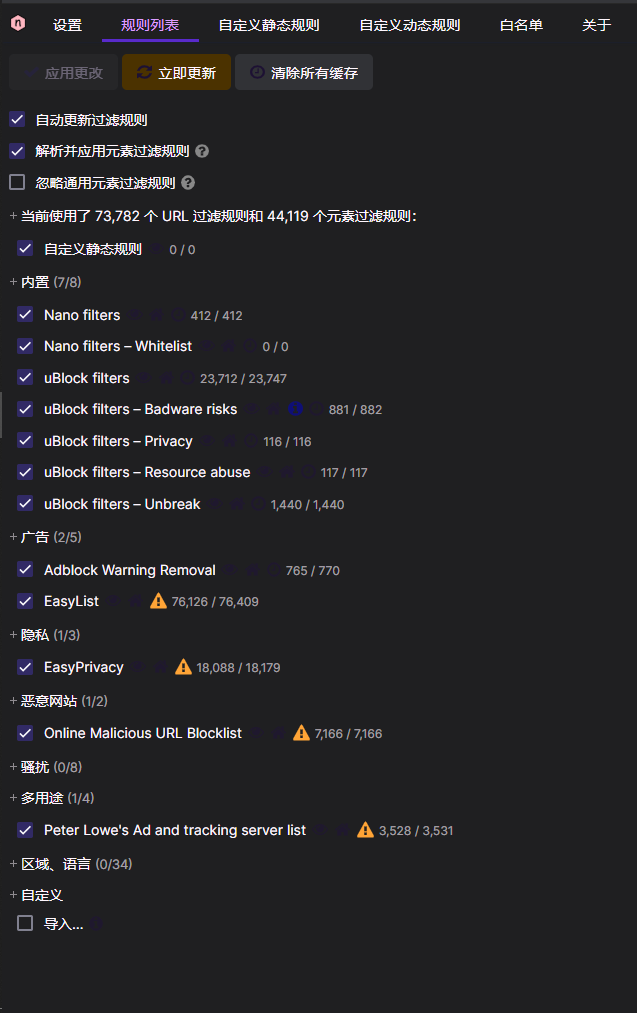 设置 规则列表 自定义静态规则 自定义动态规则 白名单 关于
应用更改 立即更新 清除所有缓存
自动更新过滤规则
解析并应用元素过滤规则
忽略通用元素过滤规则
+ 当前使用了 73,782 个 URL 过滤规则和 44,119 个元素过滤规则：
自定义静态规则 0 / 0
+ 内置 (7/8)
Nano filters 412 / 412
Nano filters – Whitelist 0 / 0
uBlock filters 23,712 / 23,747
uBlock filters – Badware risks 881 / 882
uBlock filters – Privacy 116 / 116
uBlock filters – Resource abuse 117 / 117
uBlock filters – Unbreak 1,440 / 1,440
+ 广告 (2/5)
Adblock Warning Removal 765 / 770
EasyList 76,126 / 76,409
+ 隐私 (1/3)
EasyPrivacy 18,088 / 18,179
+ 恶意网站 (1/2)
Online Malicious URL Blocklist 7,166 / 7,166
+ 骚扰 (0/8)
+ 多用途 (1/4)
Peter Lowe's Ad and tracking server list 3,528 / 3,531
+ 区域、语言 (0/34)
+ 自定义
导入...